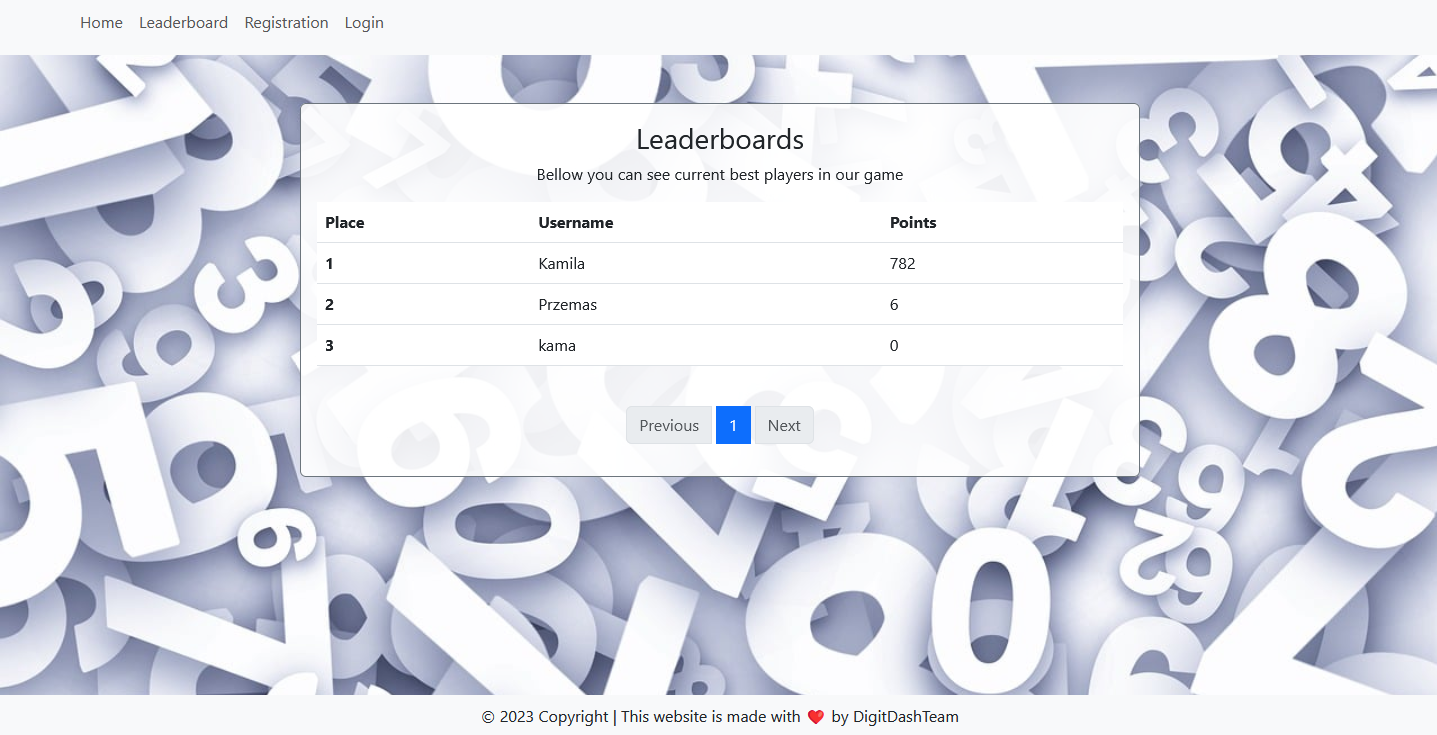 Home Leaderboard Registration Login
Leaderboards
Bellow you can see current best players in our game
Place Username Points
1 Kamila 782
2 Przemas 6
3 kama 0
Previous 1 Next
© 2023 Copyright | This website is made with ❤️ by DigitDashTeam